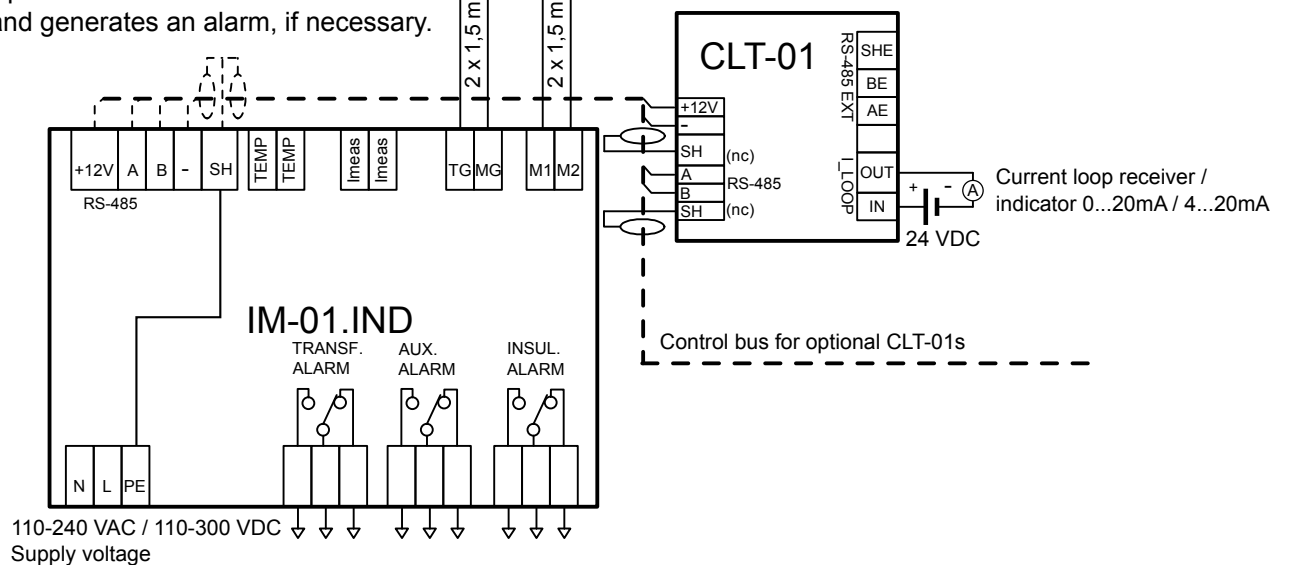 and generates an alarm, if necessary.
2 x 1,5 m
2 x 1,5 m
CLT-01
RS-485 EXT
SHE
BE
AE
I_LOOP
OUT
IN
+12V
-
SH
(nc)
A
B
RS-485
SH
(nc)
+
-
A
24 VDC
Current loop receiver /
indicator 0...20mA / 4...20mA
+12V
A
B
-
SH
RS-485
TEMP
TEMP
Imeas
Imeas
TG
MG
M1
M2
IM-01.IND
Control bus for optional CLT-01s
TRANSF.
ALARM
AUX.
ALARM
INSUL.
ALARM
N
L
PE
110-240 VAC / 110-300 VDC
Supply voltage